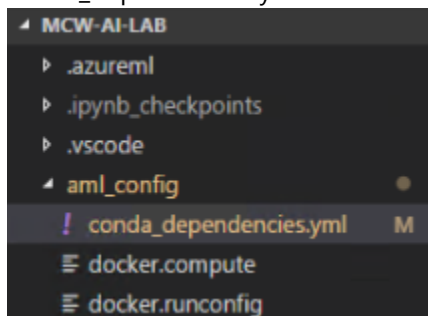 MCW-AI-LAB
.azureml
.ipynb_checkpoints
.vscode
aml_config
! conda_dependencies.yml M
docker.compute
docker.runconfig